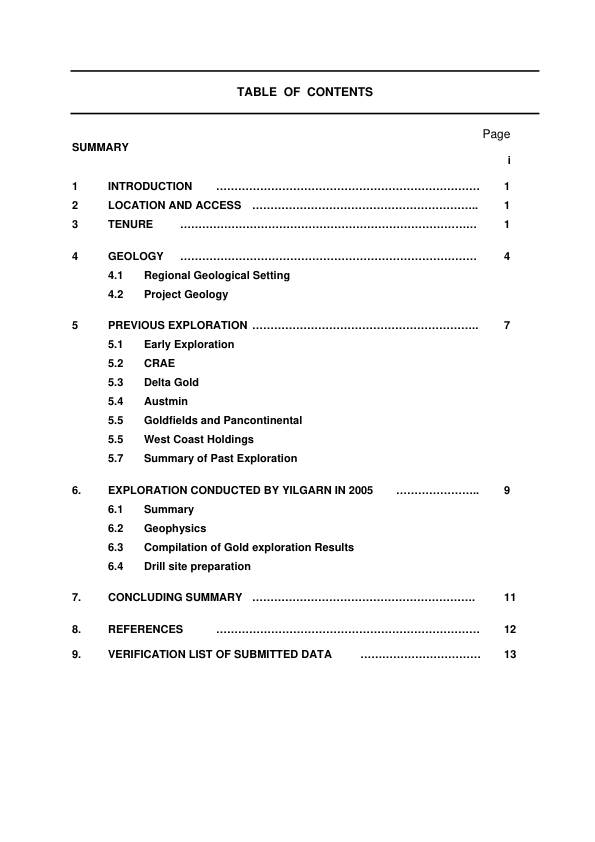 TABLE OF CONTENTS
Page
SUMMARY
i
1 INTRODUCTION ……………………………………………………………… 1
2 LOCATION AND ACCESS …………………………………………………….. 1
3 TENURE ……………………………………………………………………… 1
4 GEOLOGY ……………………………………………………………………… 4
4.1 Regional Geological Setting
4.2 Project Geology
5 PREVIOUS EXPLORATION …………………………………………………….. 7
5.1 Early Exploration
5.2 CRAE
5.3 Delta Gold
5.4 Austmin
5.5 Goldfields and Pancontinental
5.5 West Coast Holdings
5.7 Summary of Past Exploration
6. EXPLORATION CONDUCTED BY YILGARN IN 2005 ………………….. 9
6.1 Summary
6.2 Geophysics
6.3 Compilation of Gold exploration Results
6.4 Drill site preparation
7. CONCLUDING SUMMARY ……………………………………………………. 11
8. REFERENCES ……………………………………………………………… 12
9. VERIFICATION LIST OF SUBMITTED DATA …………………………… 13